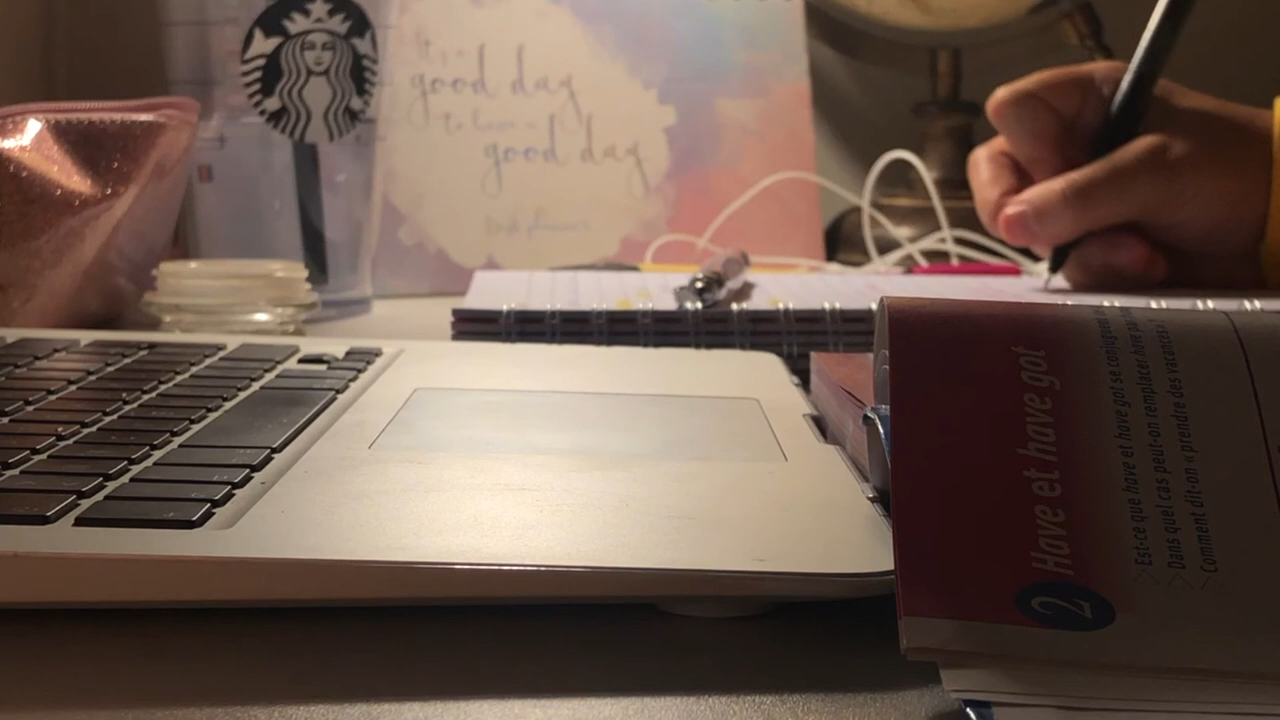 It's a
good day
to have a
good day
2 Have et have got
Est-ce que have et have got se conjuguent
Dans quel cas peut-on remplacer have par
Comment dit-on « prendre des vacances »